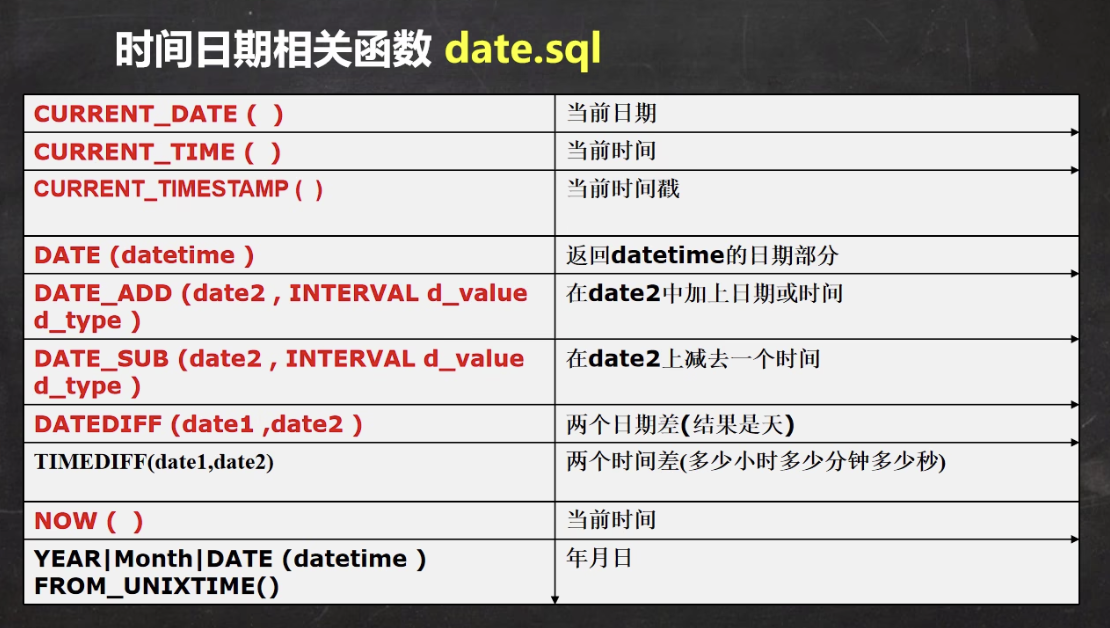 时间日期相关函数 date.sql
CURRENT_DATE (  )
当前日期
CURRENT_TIME (  )
当前时间
CURRENT_TIMESTAMP (  )
当前时间戳
DATE (datetime )
返回datetime的日期部分
DATE_ADD (date2 , INTERVAL d_value
d_type )
在date2中加上日期或时间
DATE_SUB (date2 , INTERVAL d_value
d_type )
在date2上减去一个时间
DATEDIFF (date1 ,date2 )
两个日期差(结果是天)
TIMEDIFF(date1,date2)
两个时间差(多少小时多少分钟多少秒)
NOW (  )
当前时间
YEAR|Month|DATE (datetime )
FROM_UNIXTIME()
年月日